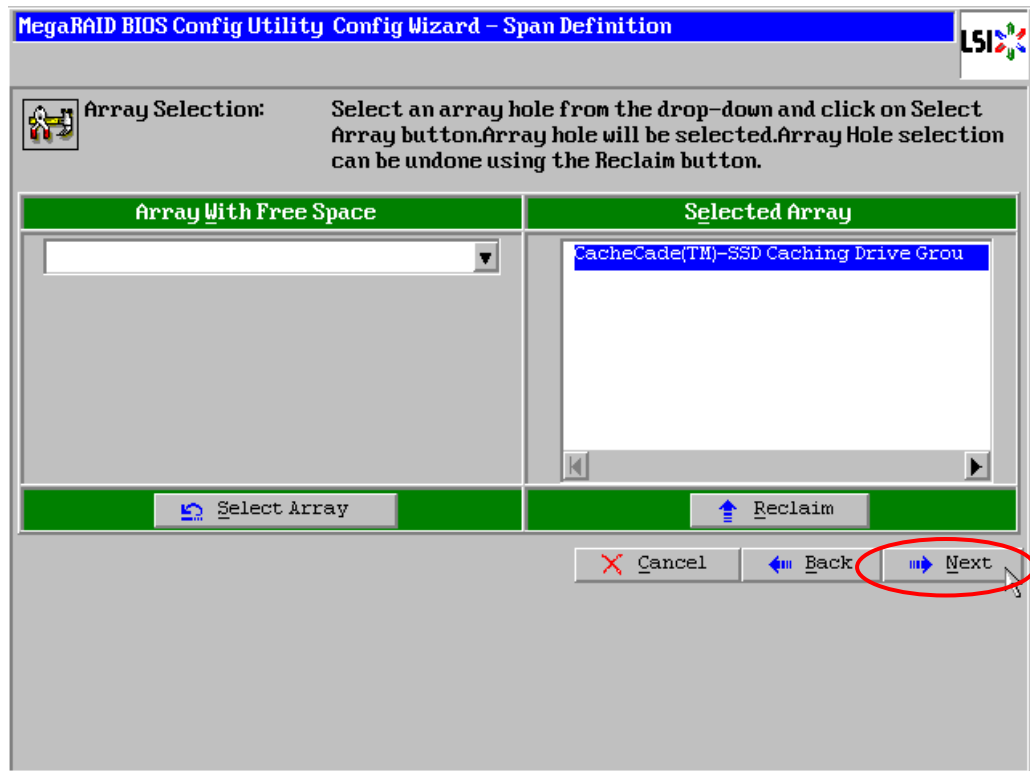 MegaRAID BIOS Config Utility Config Wizard - Span Definition
LSI
Array Selection:
Select an array hole from the drop-down and click on Select
Array button.Array hole will be selected.Array Hole selection
can be undone using the Reclaim button.
Array With Free Space
Selected Array
CacheCade(TM)-SSD Caching Drive Grou
Select Array
Reclaim
Cancel
Back
Next